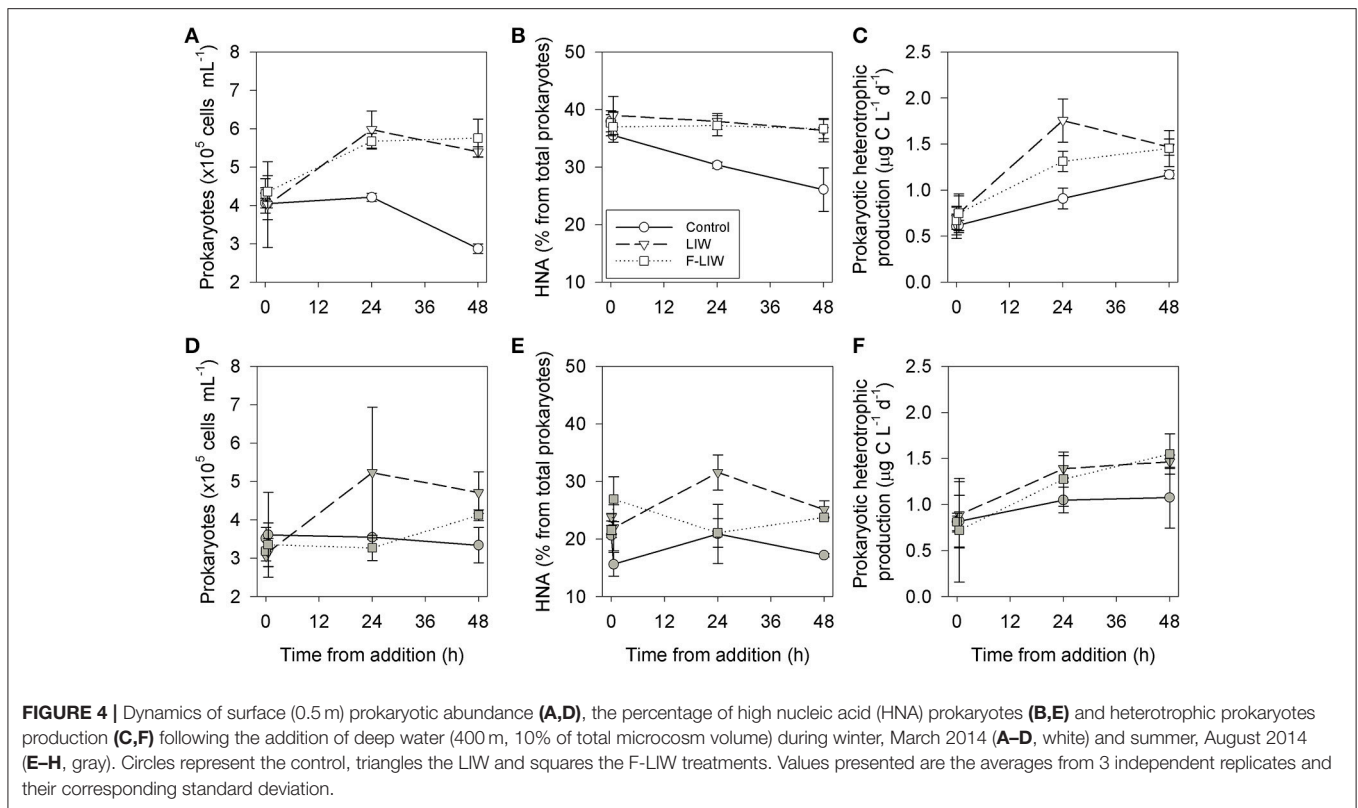 A
Prokaryotes (x10⁵ cells mL⁻¹)
8
7
6
5
4
3
2
0 12 24 36 48
B
HNA (% from total prokaryotes)
50
40
30
20
10
Control
LIW
F-LIW
0 12 24 36 48
C
Prokaryotic heterotrophic
production (µg C L⁻¹ d⁻¹)
2.5
2.0
1.5
1.0
0.5
0.0
0 12 24 36 48
D
Prokaryotes (x10⁵ cells mL⁻¹)
8
7
6
5
4
3
2
0 12 24 36 48
Time from addition (h)
E
HNA (% from total prokaryotes)
50
40
30
20
10
0 12 24 36 48
Time from addition (h)
F
Prokaryotic heterotrophic
production (µg C L⁻¹ d⁻¹)
2.5
2.0
1.5
1.0
0.5
0.0
0 12 24 36 48
Time from addition (h)
FIGURE 4 | Dynamics of surface (0.5 m) prokaryotic abundance (A,D), the percentage of high nucleic acid (HNA) prokaryotes (B,E) and heterotrophic prokaryotes
production (C,F) following the addition of deep water (400 m, 10% of total microcosm volume) during winter, March 2014 (A–D, white) and summer, August 2014
(E–H, gray). Circles represent the control, triangles the LIW and squares the F-LIW treatments. Values presented are the averages from 3 independent replicates and
their corresponding standard deviation.